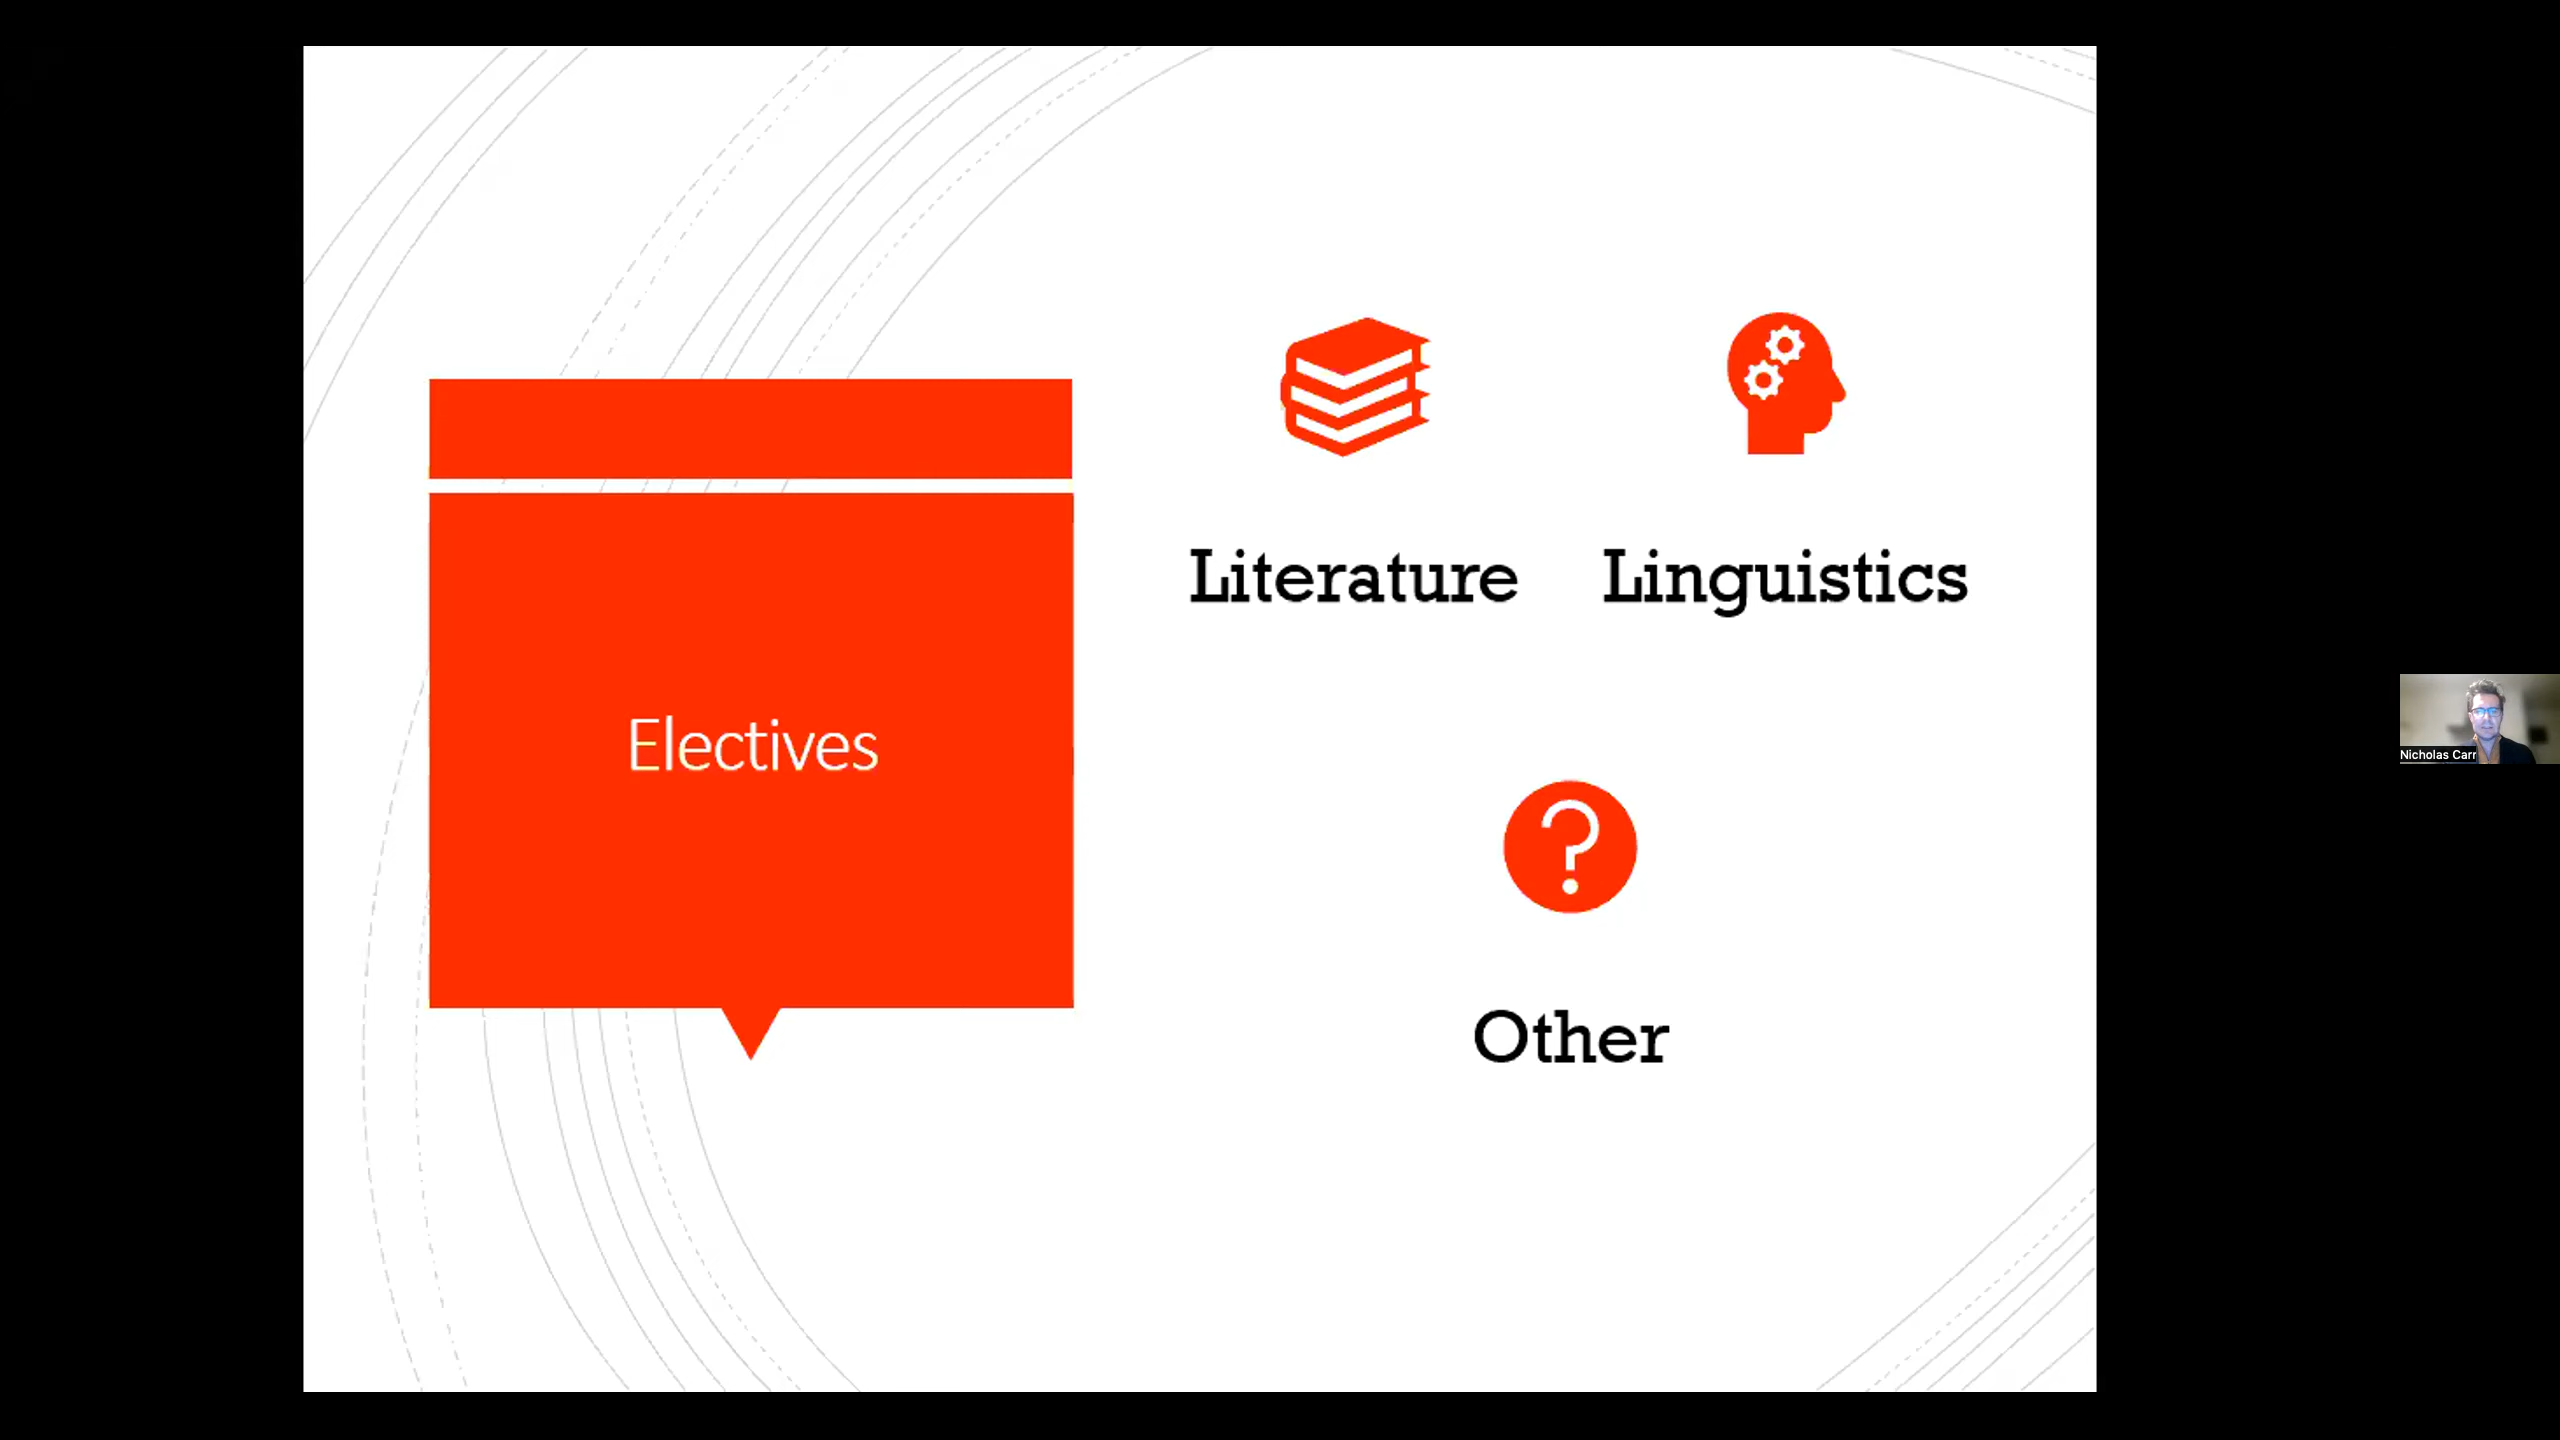 Electives
Literature
Linguistics
Other
Nicholas Carr